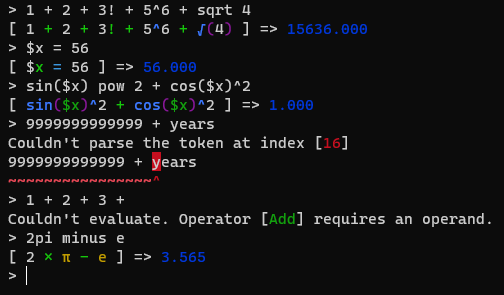 > 1 + 2 + 3! + 5^6 + sqrt 4
[ 1 + 2 + 3! + 5^6 + √(4) ] => 15636.000
> $x = 56
[ $x = 56 ] => 56.000
> sin($x) pow 2 + cos($x)^2
[ sin($x)^2 + cos($x)^2 ] => 1.000
> 9999999999999 + years
Couldn't parse the token at index [16]
9999999999999 + years
~~~~~~~~~~~~~~~~^
> 1 + 2 + 3 +
Couldn't evaluate. Operator [Add] requires an operand.
> 2pi minus e
[ 2 × π - e ] => 3.565
>